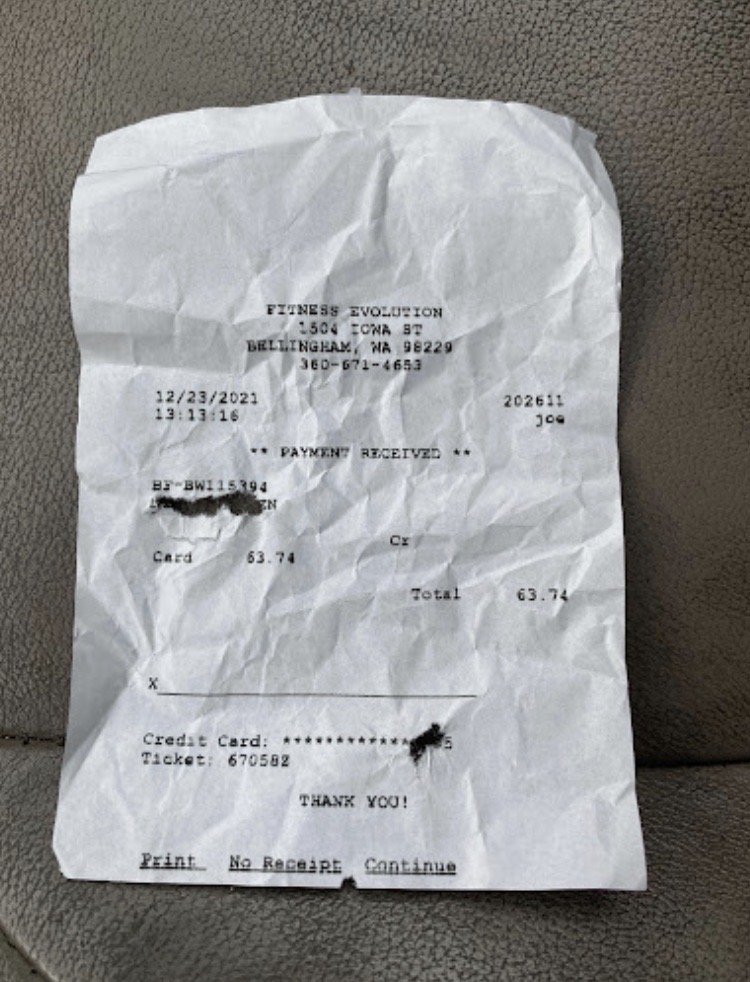 FITNESS EVOLUTION
1504 IOWA ST
BELLINGHAM, WA 98229
360-671-4653
12/23/2021 202611
13:13:16 joe
** PAYMENT RECEIVED **
BF-BW115394
EN
Cr
Card 63.74
Total 63.74
X
Credit Card: ************ 5
Ticket: 670582
THANK YOU!
Print No Receipt Continue